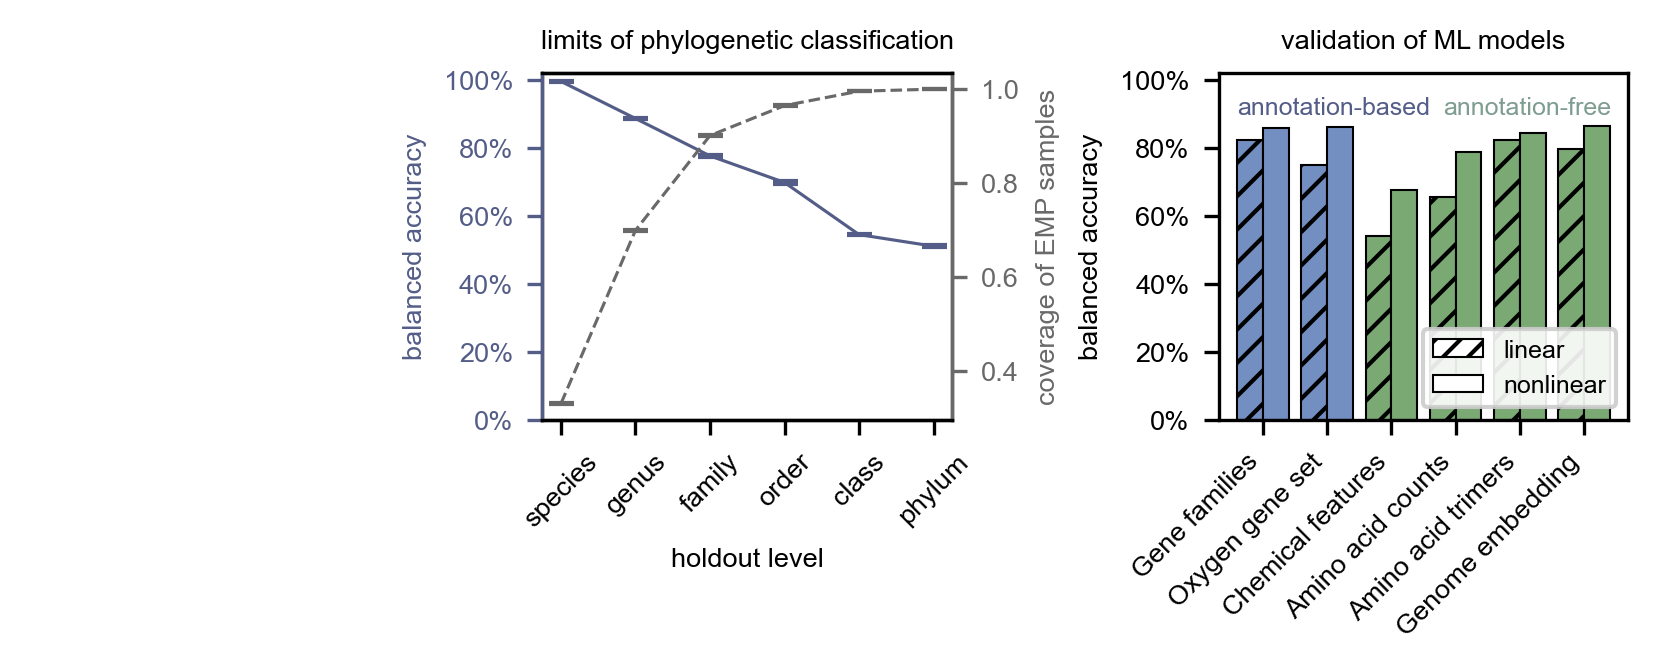 limits of phylogenetic classification
100%
80%
60%
40%
20%
0%
balanced accuracy
1.0
0.8
0.6
0.4
coverage of EMP samples
species
genus
family
order
class
phylum
holdout level
validation of ML models
100%
80%
60%
40%
20%
0%
balanced accuracy
annotation-based annotation-free
linear
nonlinear
Gene families
Oxygen gene set
Chemical features
Amino acid counts
Amino acid trimers
Genome embedding